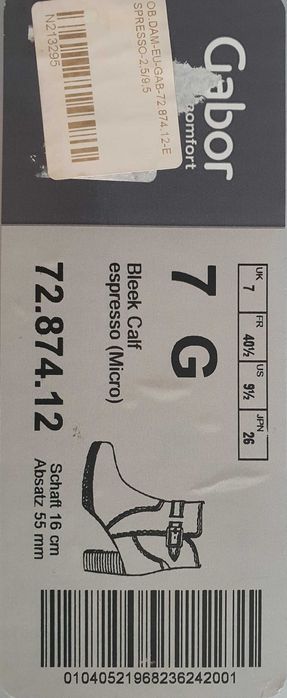 OB.DAM-EU-GAB-72.874.12-E
SPRESSO-2,5/9,5
N213295
Gabor
comfort
UK FR US JPN
7 40½ 9½ 26
7 G
Bleek Calf
espresso (Micro)
72.874.12
Schaft 16 cm
Absatz 55 mm
01040521968236242001